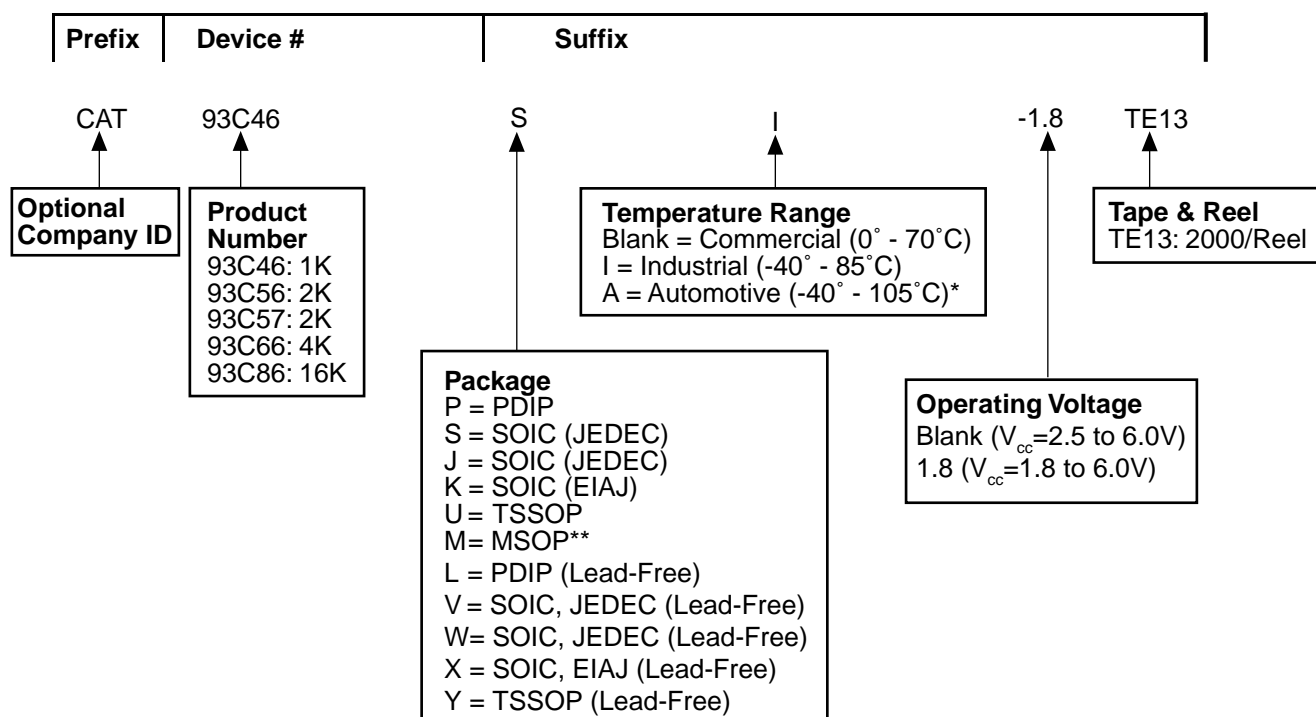 Prefix Device # Suffix
CAT 93C46 S I -1.8 TE13
Optional
Company ID
Product
Number
93C46: 1K
93C56: 2K
93C57: 2K
93C66: 4K
93C86: 16K
Temperature Range
Blank = Commercial (0˚ - 70˚C)
I = Industrial (-40˚ - 85˚C)
A = Automotive (-40˚ - 105˚C)*
Tape & Reel
TE13: 2000/Reel
Package
P = PDIP
S = SOIC (JEDEC)
J = SOIC (JEDEC)
K = SOIC (EIAJ)
U = TSSOP
M= MSOP**
L = PDIP (Lead-Free)
V = SOIC, JEDEC (Lead-Free)
W= SOIC, JEDEC (Lead-Free)
X = SOIC, EIAJ (Lead-Free)
Y = TSSOP (Lead-Free)
Operating Voltage
Blank (Vcc=2.5 to 6.0V)
1.8 (Vcc=1.8 to 6.0V)